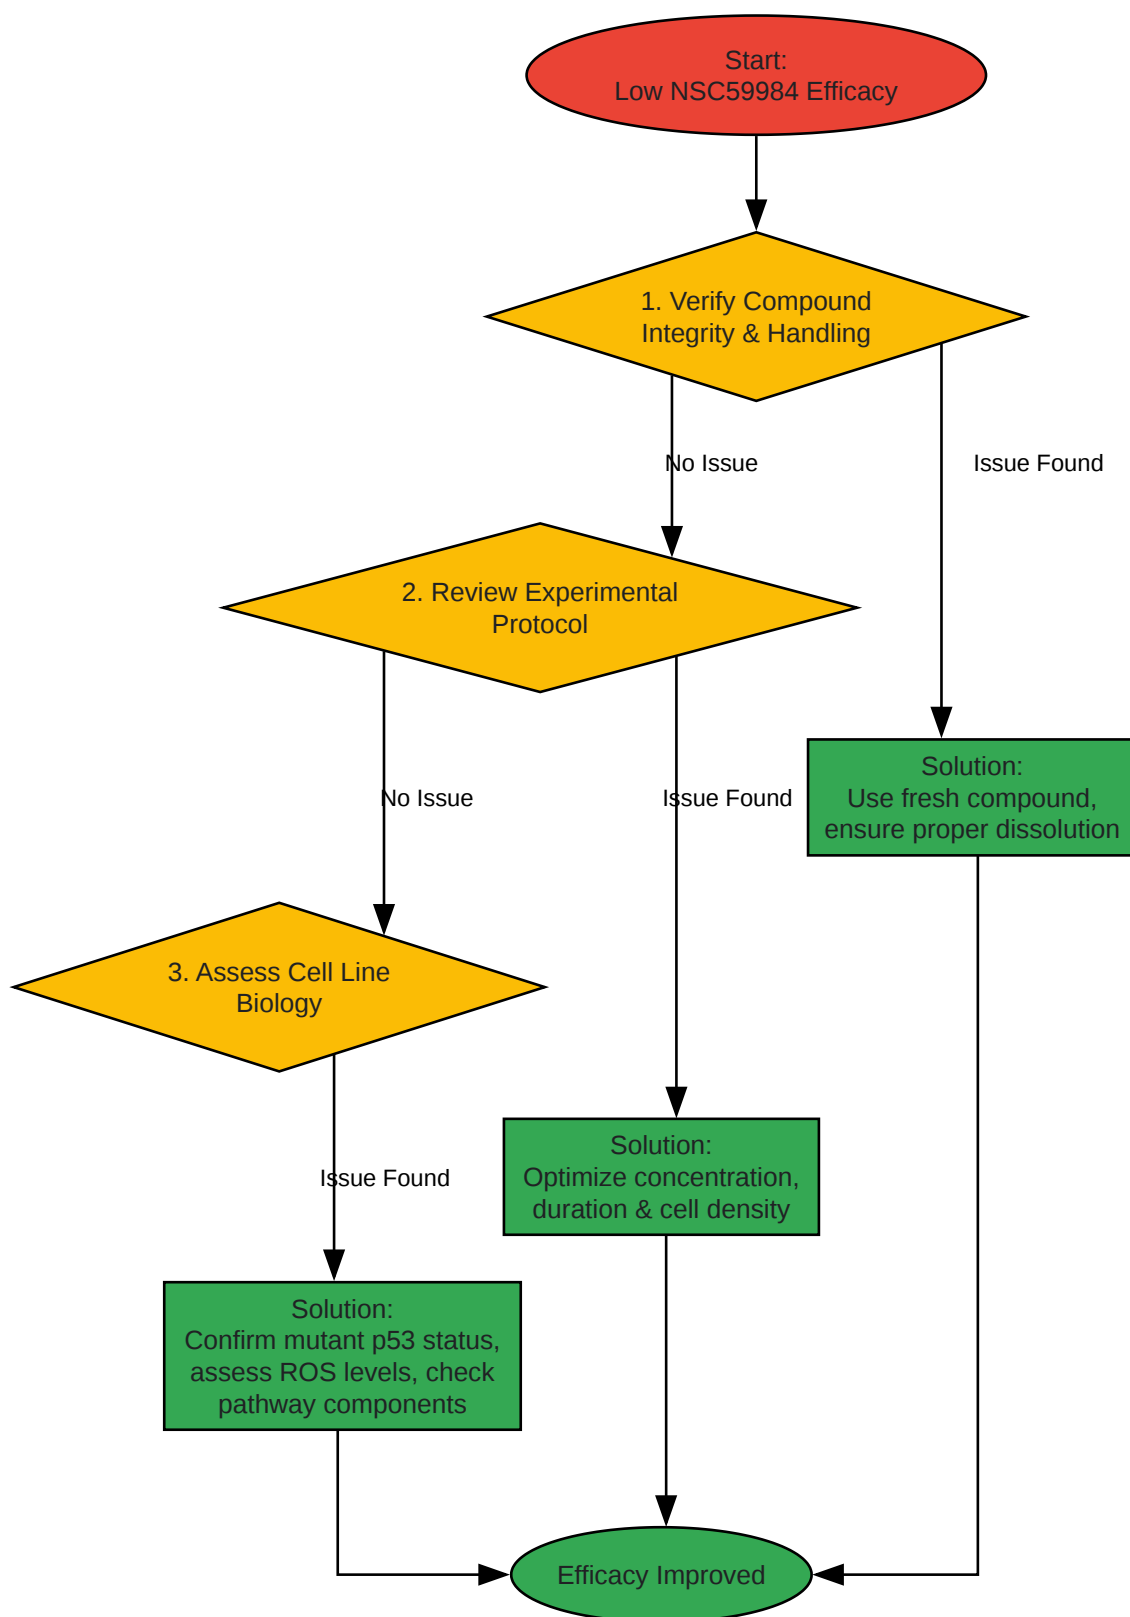 Start:
Low NSC59984 Efficacy
1. Verify Compound
Integrity & Handling
No Issue
Issue Found
2. Review Experimental
Protocol
No Issue
Issue Found
Solution:
Use fresh compound,
ensure proper dissolution
3. Assess Cell Line
Biology
Issue Found
Solution:
Optimize concentration,
duration & cell density
Solution:
Confirm mutant p53 status,
assess ROS levels, check
pathway components
Efficacy Improved